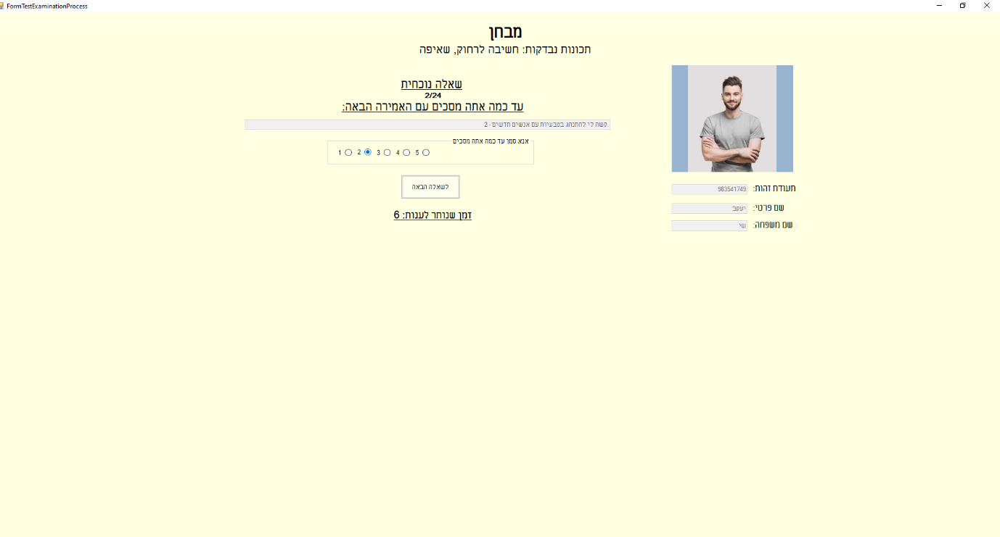 FormTestExaminationProcess
מבחן
תכונות נבדקות: חשיבה לרחוק, שאיפה
שאלה נוכחית
2/24
עד כמה אתה מסכים עם האמירה הבאה:
קשה לי להתנהג בטבעיות עם אנשים חדשים - 2.
אנא סמן עד כמה אתה מסכים
1 2 3 4 5
לשאלה הבאה
זמן שנותר לענות: 6
תעודת זהות: 983541749
שם פרטי: יעקב
שם משפחה: שי